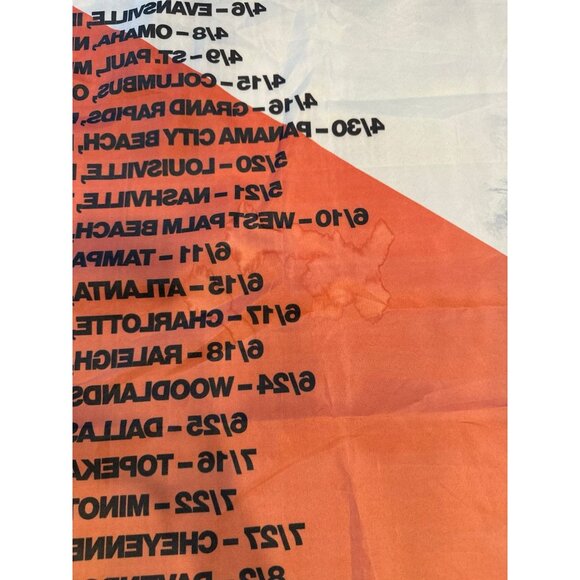 4/6 – EVANSVILLE, I
4/8 – OMAHA, N
4/9 – ST. PAUL, M
4/15 – COLUMBUS, O
4/16 – GRAND RAPIDS,
4/30 – PANAMA CITY BEACH,
5/20 – LOUISVILLE,
5/21 – NASHVILLE,
6/10 – WEST PALM BEACH,
6/11 – TAMPA
6/15 – ATLANTA,
6/17 – CHARLOTTE,
6/18 – RALEIGH
6/24 – WOODLANDS
6/25 – DALLAS
7/16 – TOPEKA
7/22 – MINOT
7/27 – CHEYENNE